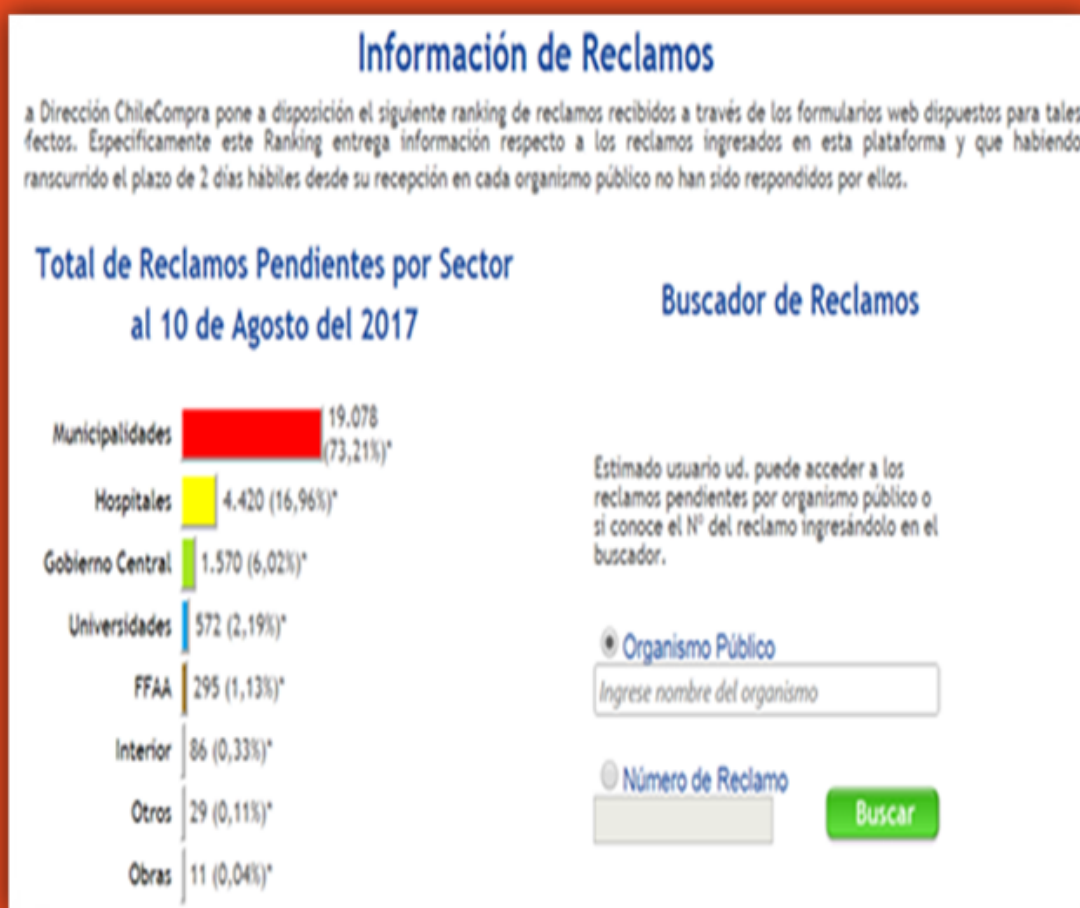 Información de Reclamos
a Dirección ChileCompra pone a disposición el siguiente ranking de reclamos recibidos a través de los formularios web dispuestos para tales
fectos. Especificamente este Ranking entrega información respecto a los reclamos ingresados en esta plataforma y que habiendo
ranscurrido el plazo de 2 días hábiles desde su recepción en cada organismo público no han sido respondidos por ellos.
Total de Reclamos Pendientes por Sector
al 10 de Agosto del 2017
Municipalidades 19.078
(73,21%)*
Hospitales 4.420 (16,96%)*
Gobierno Central 1.570 (6,02%)*
Universidades 572 (2,19%)*
FFAA 295 (1,13%)*
Interior 86 (0,33%)*
Otros 29 (0,11%)*
Obras 11 (0,04%)*
Buscador de Reclamos
Estimado usuario ud. puede acceder a los
reclamos pendientes por organismo público o
si conoce el N° del reclamo ingresándolo en el
buscador.
Organismo Público
Ingrese nombre del organismo
Número de Reclamo
Buscar